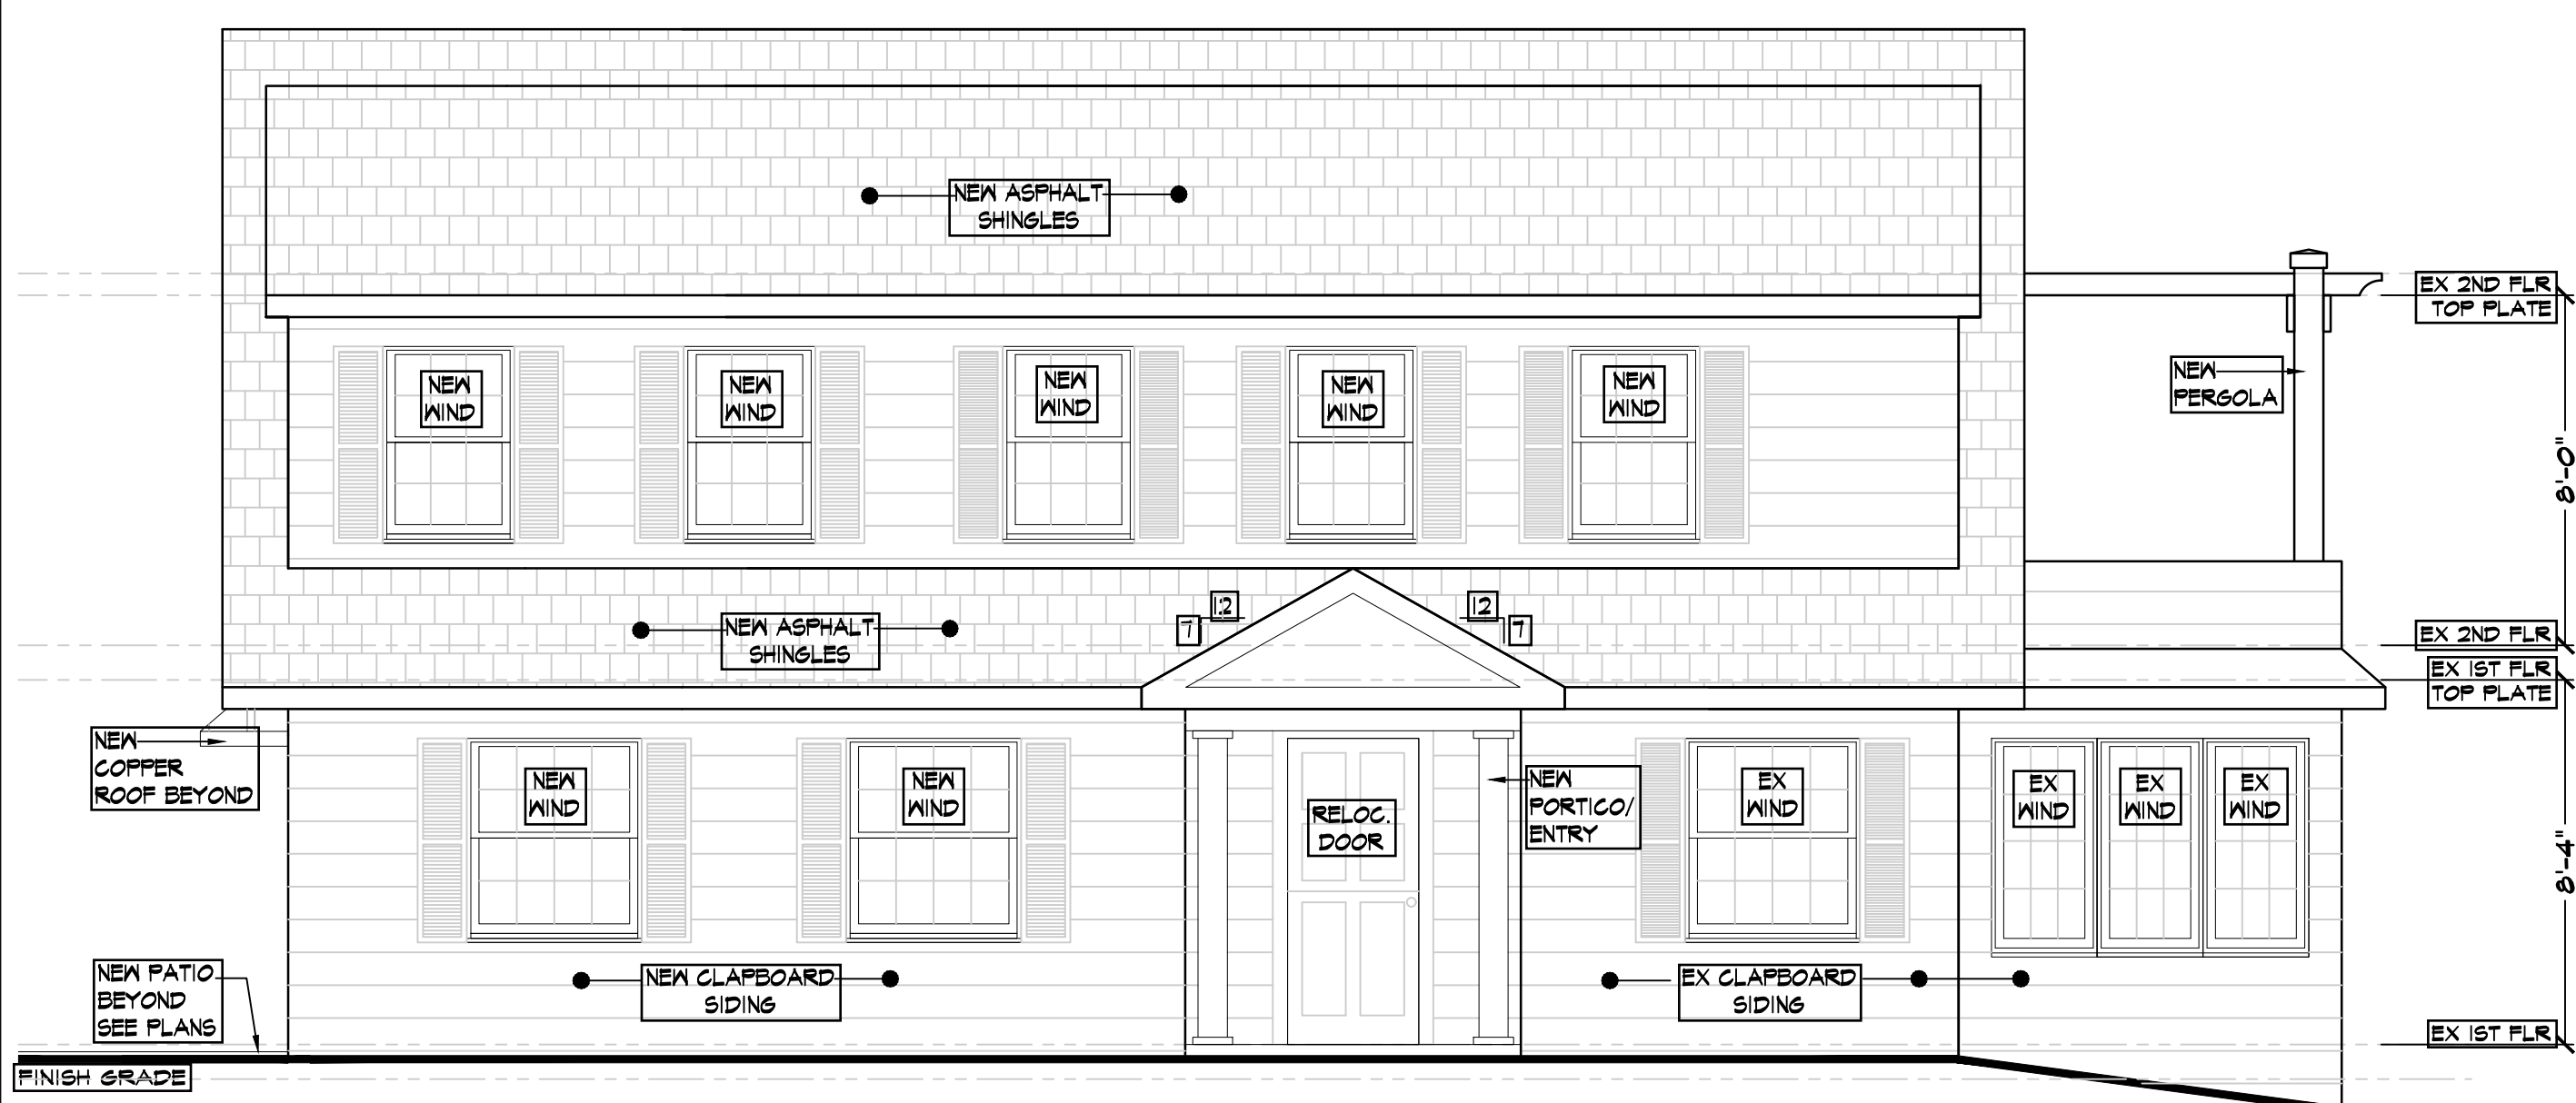 NEW ASPHALT
SHINGLES
EX 2ND FLR
TOP PLATE
NEW
PERGOLA
NEW
WIND
NEW
WIND
NEW
WIND
NEW
WIND
NEW
WIND
8'-0"
12
7
12
7
NEW ASPHALT
SHINGLES
EX 2ND FLR
EX 1ST FLR
TOP PLATE
NEW
COPPER
ROOF BEYOND
NEW
WIND
NEW
WIND
RELOC.
DOOR
NEW
PORTICO/
ENTRY
EX
WIND
EX
WIND
EX
WIND
EX
WIND
8'-4"
NEW PATIO
BEYOND
SEE PLANS
NEW CLAPBOARD
SIDING
EX CLAPBOARD
SIDING
EX 1ST FLR
FINISH GRADE